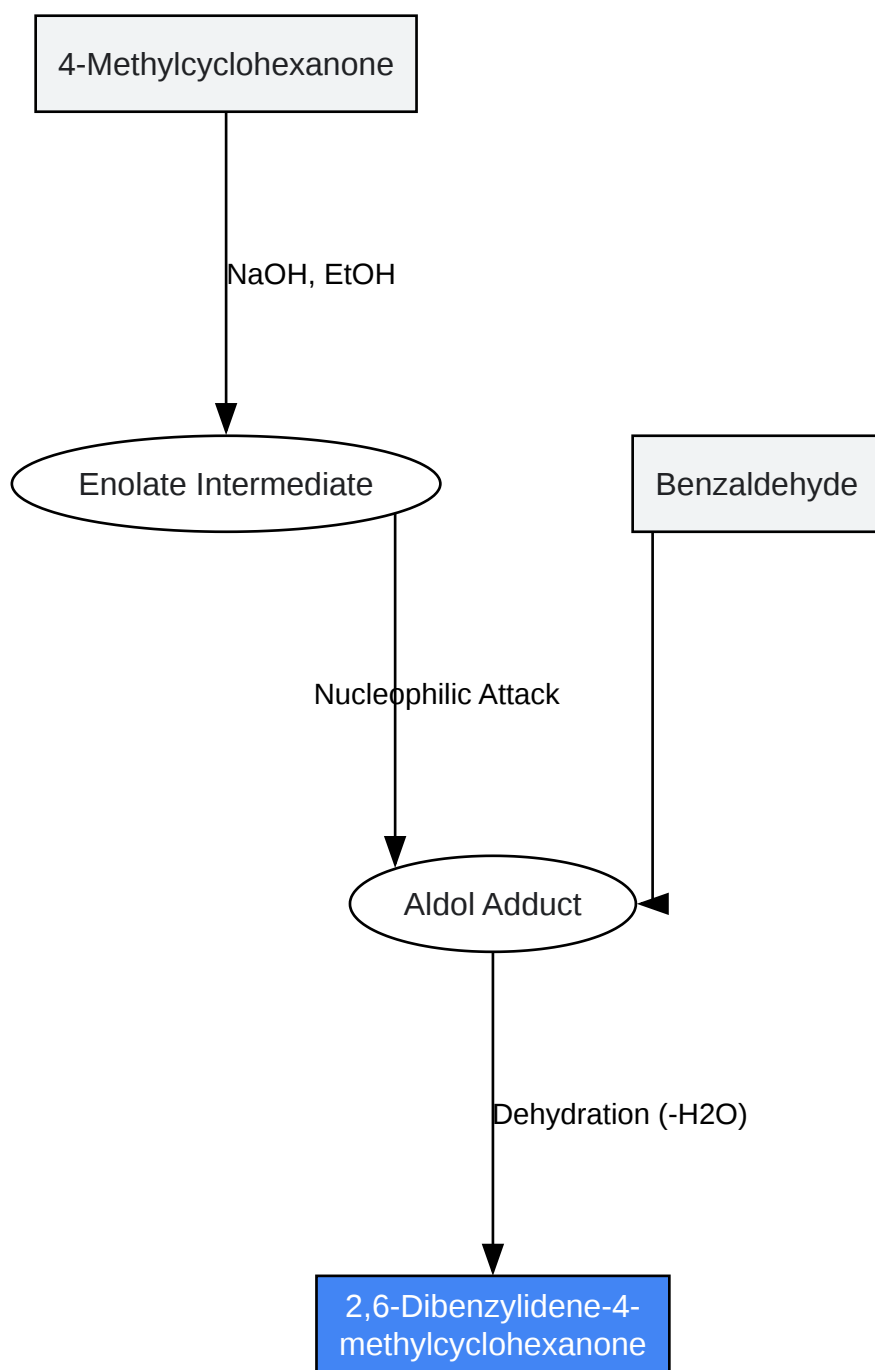 4-Methylcyclohexanone
NaOH, EtOH
Enolate Intermediate
Benzaldehyde
Nucleophilic Attack
Aldol Adduct
Dehydration (-H2O)
2,6-Dibenzylidene-4-
methylcyclohexanone